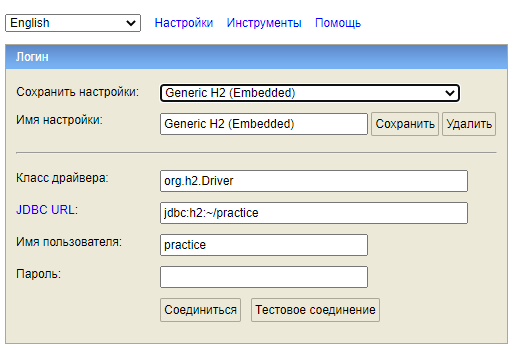 English Настройки Инструменты Помощь
Логин
Сохранить настройки: Generic H2 (Embedded)
Имя настройки: Generic H2 (Embedded) Сохранить Удалить
Класс драйвера: org.h2.Driver
JDBC URL: jdbc:h2:~/practice
Имя пользователя: practice
Пароль:
Соединиться Тестовое соединение